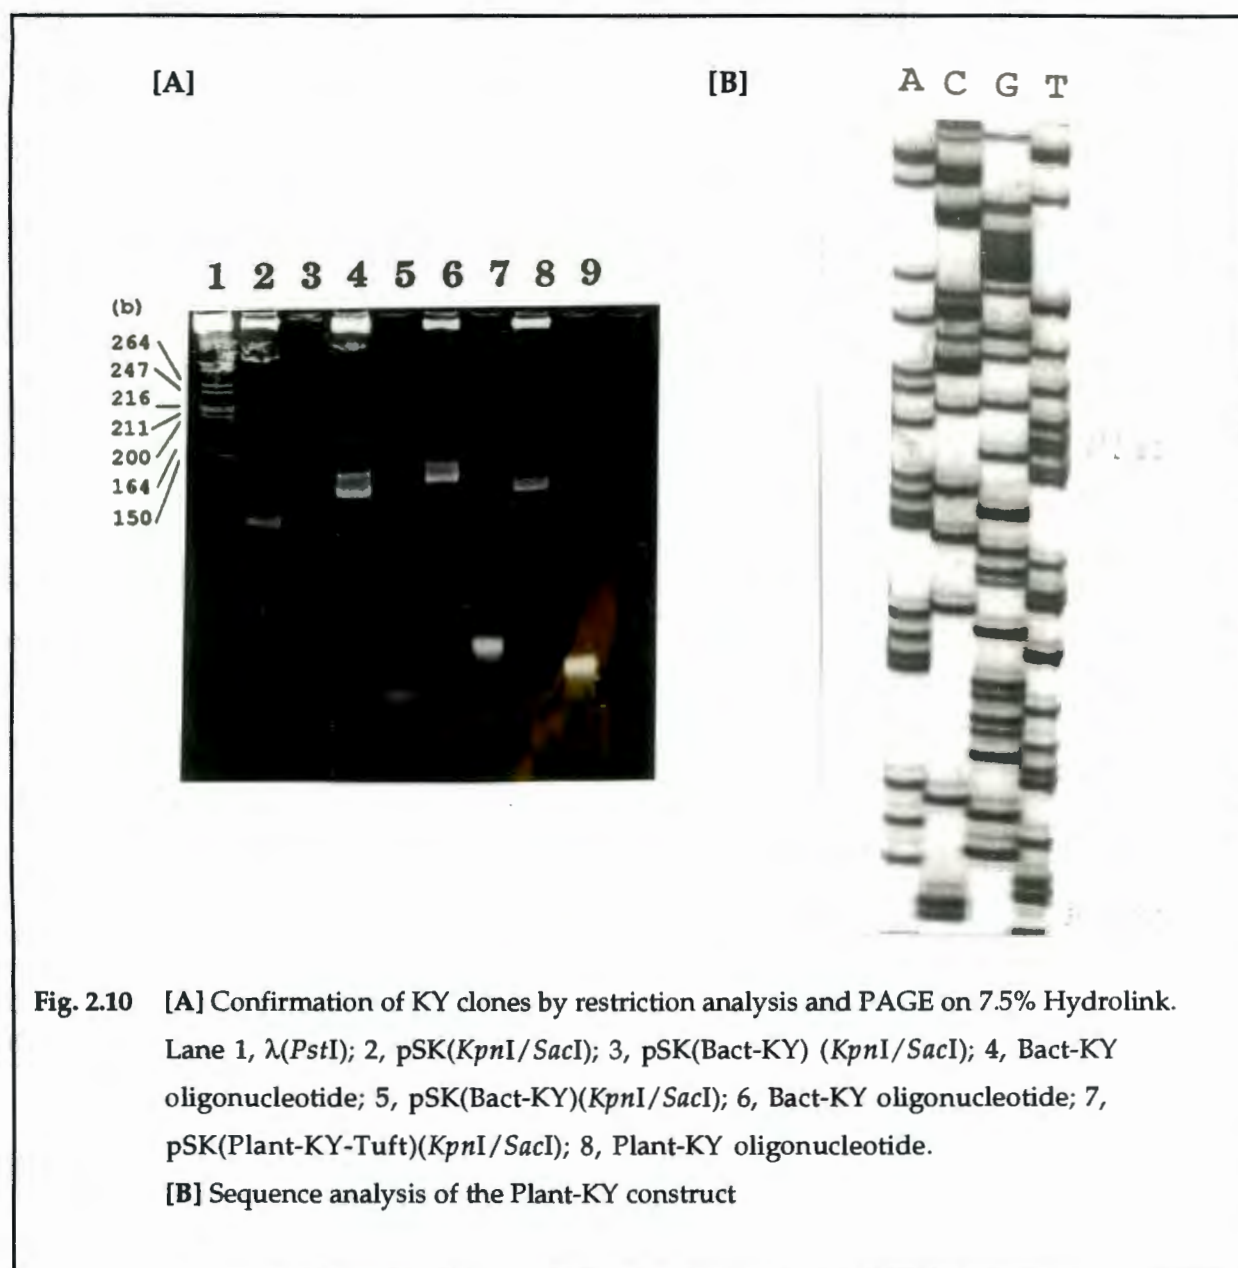 [A]
[B]
A C G T
1 2 3 4 5 6 7 8 9
(b)
264
247
216
211
200
164
150
Fig. 2.10 [A] Confirmation of KY clones by restriction analysis and PAGE on 7.5% Hydrolink.
Lane 1, λ(PstI); 2, pSK(KpnI/SacI); 3, pSK(Bact-KY) (KpnI/SacI); 4, Bact-KY
oligonucleotide; 5, pSK(Bact-KY)(KpnI/SacI); 6, Bact-KY oligonucleotide; 7,
pSK(Plant-KY-Tuft)(KpnI/SacI); 8, Plant-KY oligonucleotide.
[B] Sequence analysis of the Plant-KY construct